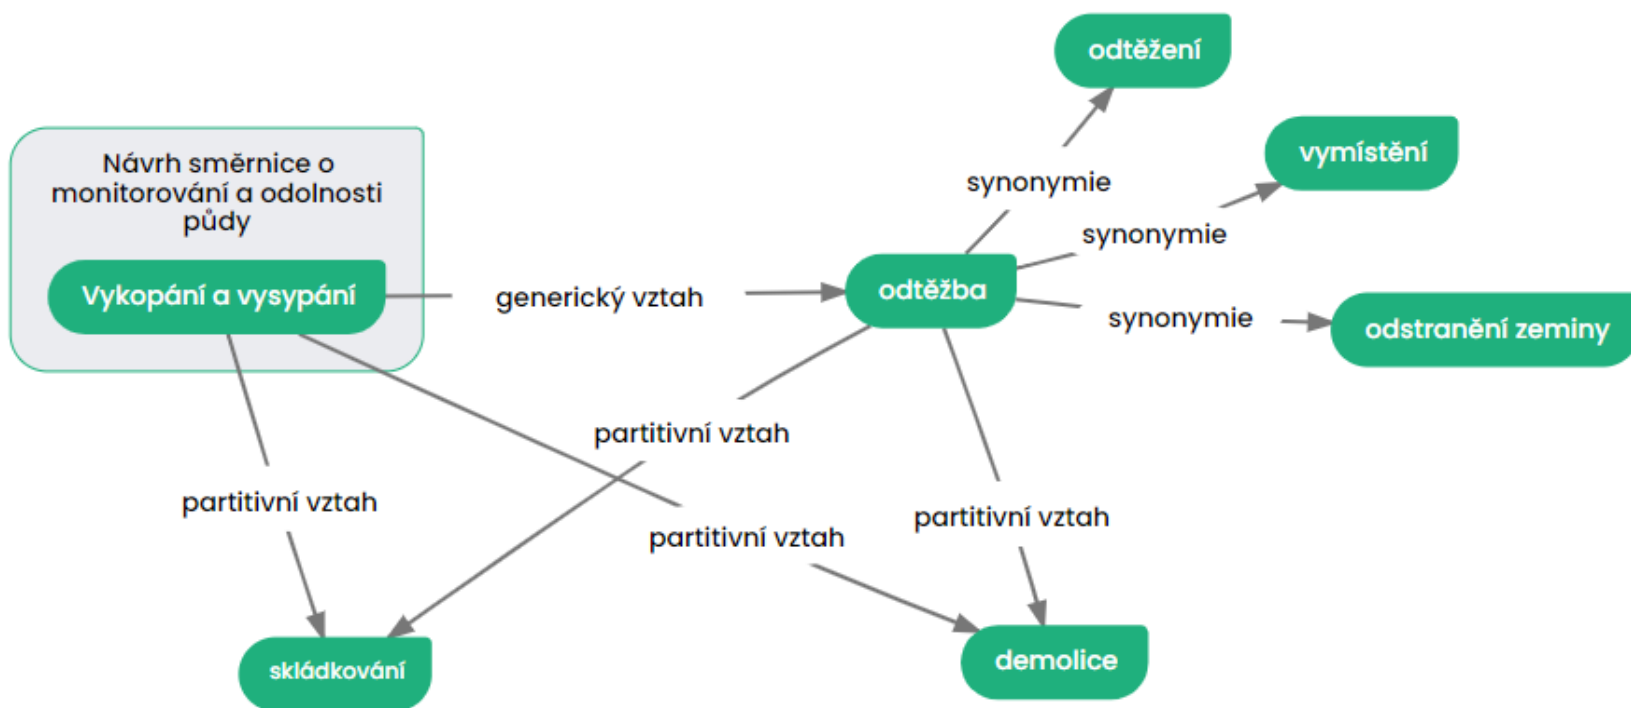 odtěžení
Návrh směrnice o
monitorování a odolnosti
půdy
vymístění
synonymie
synonymie
Vykopání a vysypání
generický vztah
odtěžba
synonymie
odstranění zeminy
partitivní vztah
partitivní vztah
partitivní vztah
partitivní vztah
skládkování
demolice